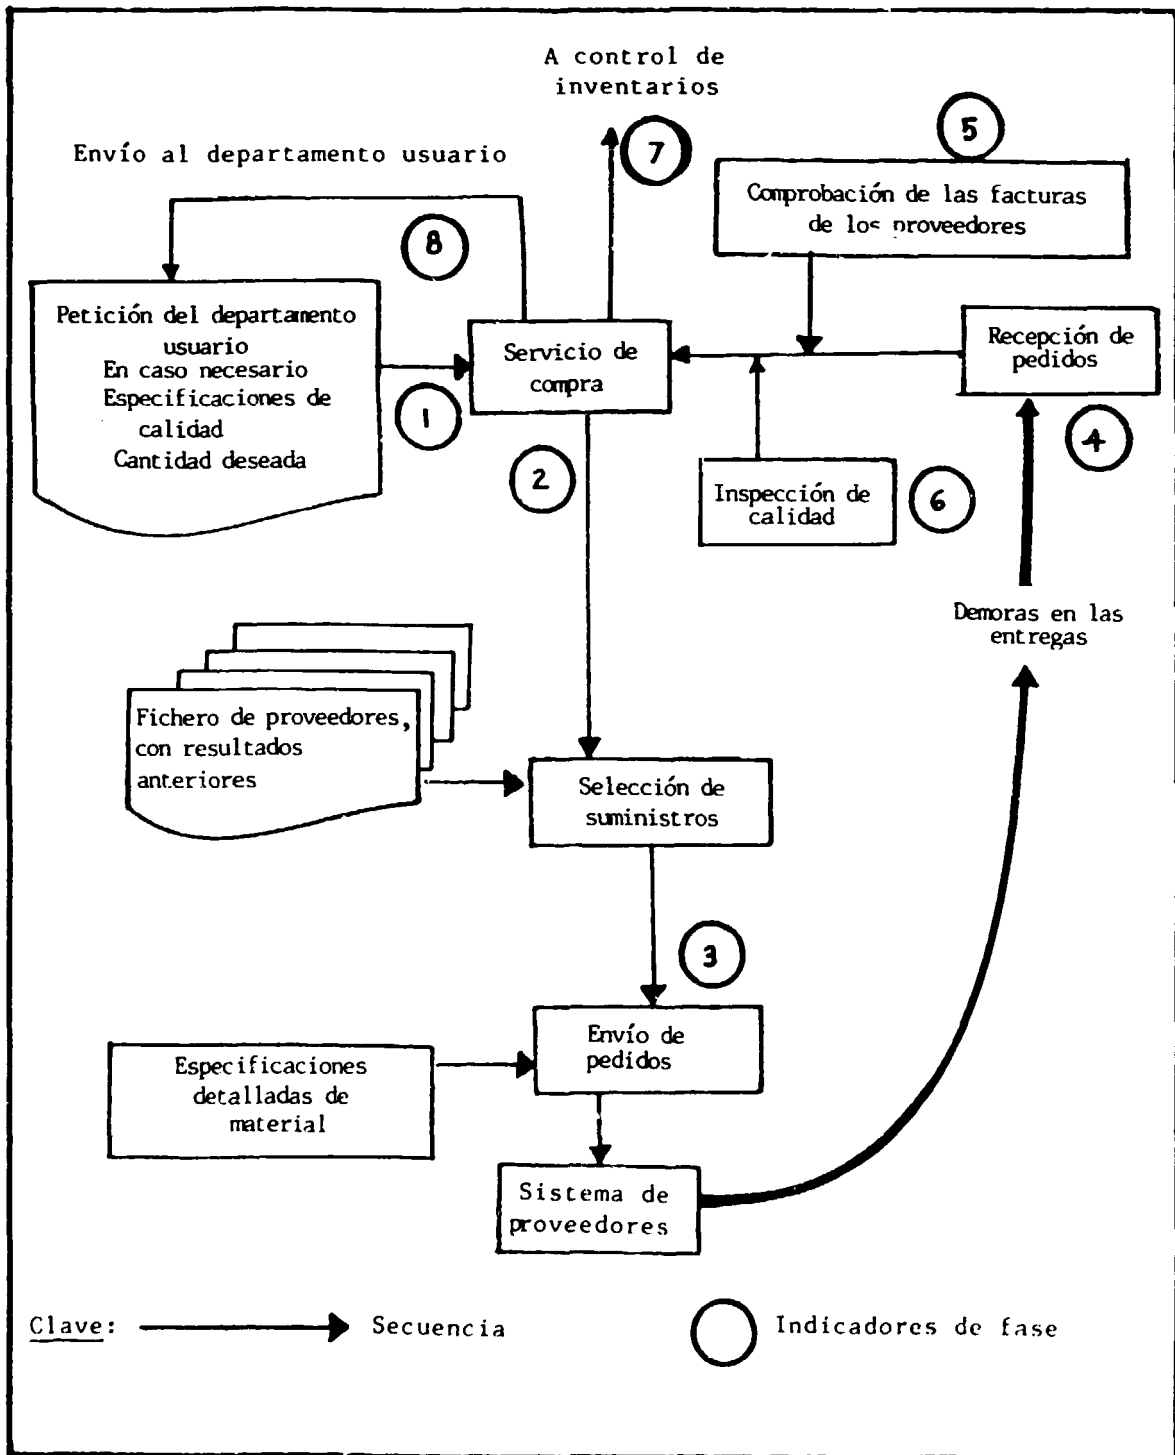 A control de
inventarios
5
7
Envío al departamento usuario
Comprobación de las facturas
de los proveedores
8
Petición del departamento
usuario
En caso necesario
Especificaciones de
calidad
Cantidad deseada
1
Servicio de
compra
Recepción de
pedidos
4
2
Inspección de
calidad
6
Demoras en las
entregas
Fichero de proveedores,
con resultados
anteriores
Selección de
suministros
3
Envío de
pedidos
Especificaciones
detalladas de
material
Sistema de
proveedores
Clave:
Secuencia
Indicadores de fase